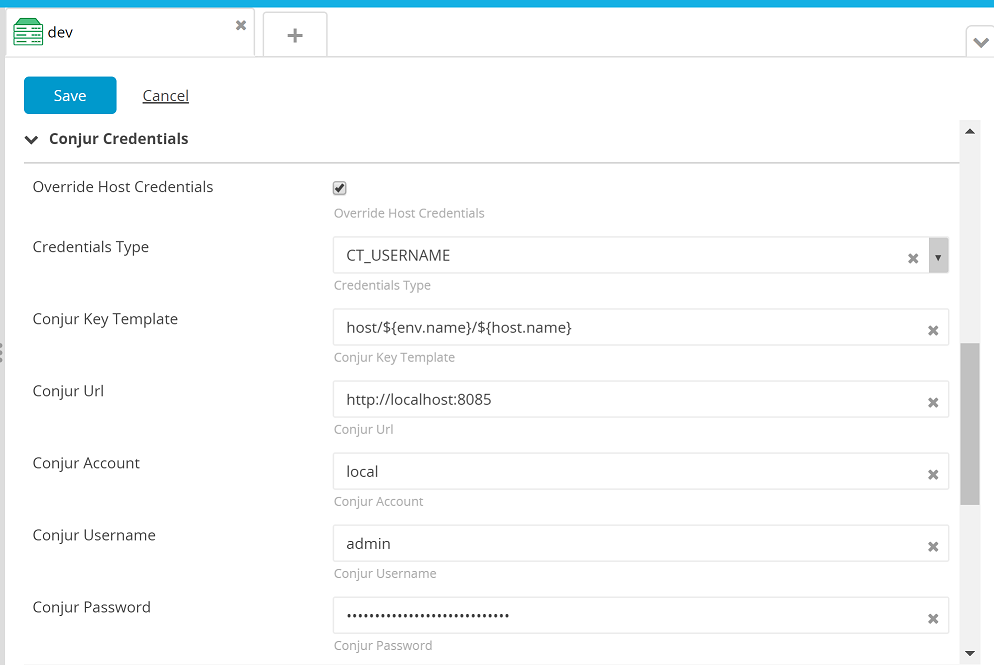 dev
Save Cancel
Conjur Credentials
Override Host Credentials
Override Host Credentials
Credentials Type CT_USERNAME
Credentials Type
Conjur Key Template host/${env.name}/${host.name}
Conjur Key Template
Conjur Url http://localhost:8085
Conjur Url
Conjur Account local
Conjur Account
Conjur Username admin
Conjur Username
Conjur Password •••••••••••••••••••••••••••••
Conjur Password